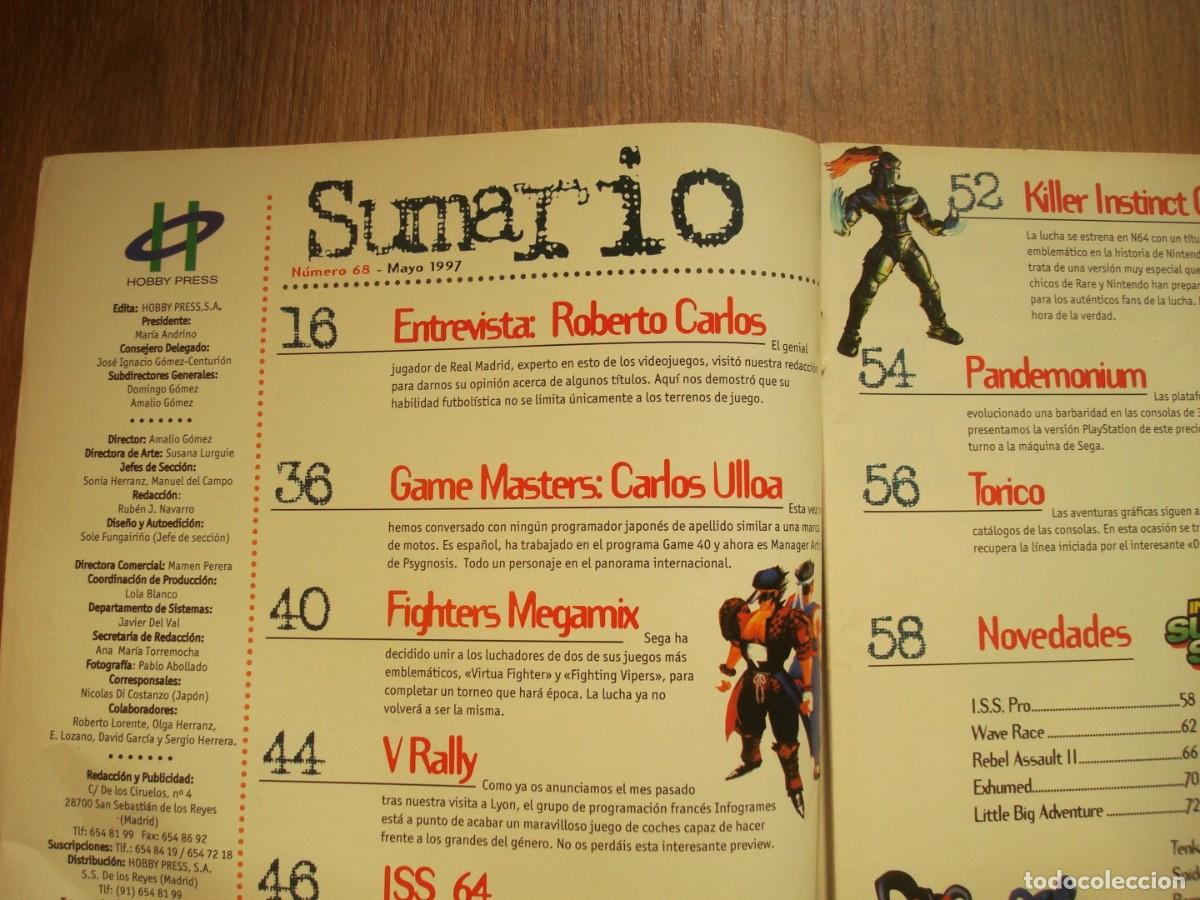 HOBBY PRESS
Edita: HOBBY PRESS,S.A.
Presidente:
María Andrino
Consejero Delegado:
José Ignacio Gómez-Centurión
Subdirectores Generales:
Domingo Gómez
Amalio Gómez
Director: Amalio Gómez
Directora de Arte: Susana Lurguie
Jefes de Sección:
Sonia Herranz, Manuel del Campo
Redacción:
Rubén J. Navarro
Diseño y Autoedición:
Sole Fungairiño (Jefe de sección)
Directora Comercial: Mamen Perera
Coordinación de Producción:
Lola Blanco
Departamento de Sistemas:
Javier Del Val
Secretaria de Redacción:
Ana María Torremocha
Fotografía: Pablo Abollado
Corresponsales:
Nicolas Di Costanzo (Japón)
Colaboradores:
Roberto Lorente, Olga Herranz,
E. Lozano, David García y Sergio Herrera.
Redacción y Publicidad:
C/ De los Ciruelos, nº 4
28700 San Sebastián de los Reyes
(Madrid)
Tlf: 654 81 99 Fax: 654 86 92
Suscripciones: Tlf.: 654 84 19 / 654 72 18
Distribución: HOBBY PRESS, S.A.
S.S. De los Reyes (Madrid)
Tlf: (91) 654 81 99
Sumario
Número 68 - Mayo 1997
16 Entrevista: Roberto Carlos
El genial
jugador de Real Madrid, experto en esto de los videojuegos, visitó nuestra redacción
para darnos su opinión acerca de algunos títulos. Aquí nos demostró que su
habilidad futbolística no se limita únicamente a los terrenos de juego.
36 Game Masters: Carlos Ulloa
Esta vez
hemos conversado con ningún programador japonés de apellido similar a una marca
de motos. Es español, ha trabajado en el programa Game 40 y ahora es Manager
de Psygnosis. Todo un personaje en el panorama internacional.
40 Fighters Megamix
Sega ha
decidido unir a los luchadores de dos de sus juegos más
emblemáticos, «Virtua Fighter» y «Fighting Vipers», para
completar un torneo que hará época. La lucha ya no
volverá a ser la misma.
44 V Rally
Como ya os anunciamos el mes pasado
tras nuestra visita a Lyon, el grupo de programación francés Infogrames
está a punto de acabar un maravilloso juego de coches capaz de hacer
frente a los grandes del género. No os perdáis esta interesante preview.
46 ISS 64
52 Killer Instinct G
La lucha se estrena en N64 con un títu
emblemático en la historia de Nintend
trata de una versión muy especial que
chicos de Rare y Nintendo han prepar
para los auténticos fans de la lucha.
hora de la verdad.
54 Pandemonium
Las plataf
evolucionado una barbaridad en las consolas de 3
presentamos la versión PlayStation de este preci
turno a la máquina de Sega.
56 Torico
Las aventuras gráficas siguen a
catálogos de las consolas. En esta ocasión se tr
recupera la línea iniciada por el interesante «D
58 Novedades
I.S.S. Pro....58
Wave Race....62
Rebel Assault II....66
Exhumed....70
Little Big Adventure....72
Tenk
Spid
todocoleccion